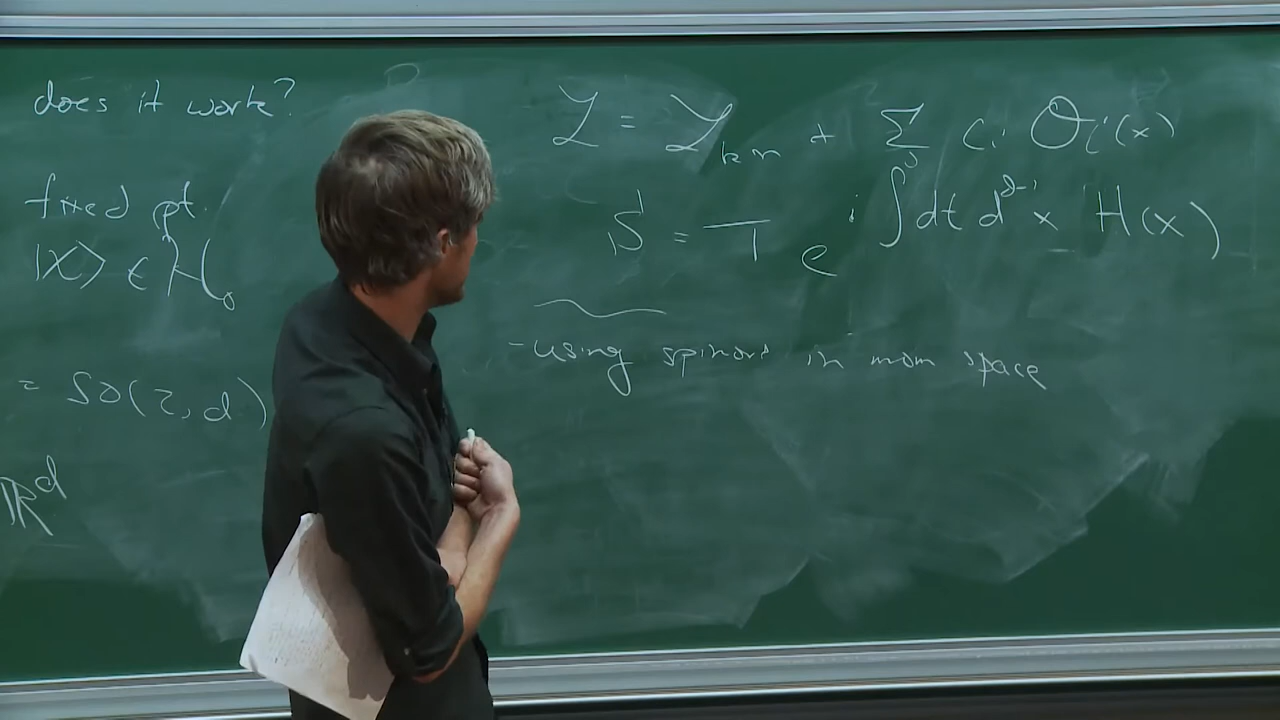 does it work?
fixed pt.
|χ⟩ ∈ H₀
= SO(2,d)
ℝ^d
ℒ = ℒ_kin + Σ_i c_i 𝒪_i(x)
S = T e^{i ∫ dt d^{d-1}x H(x)}
- using spinors in mom space